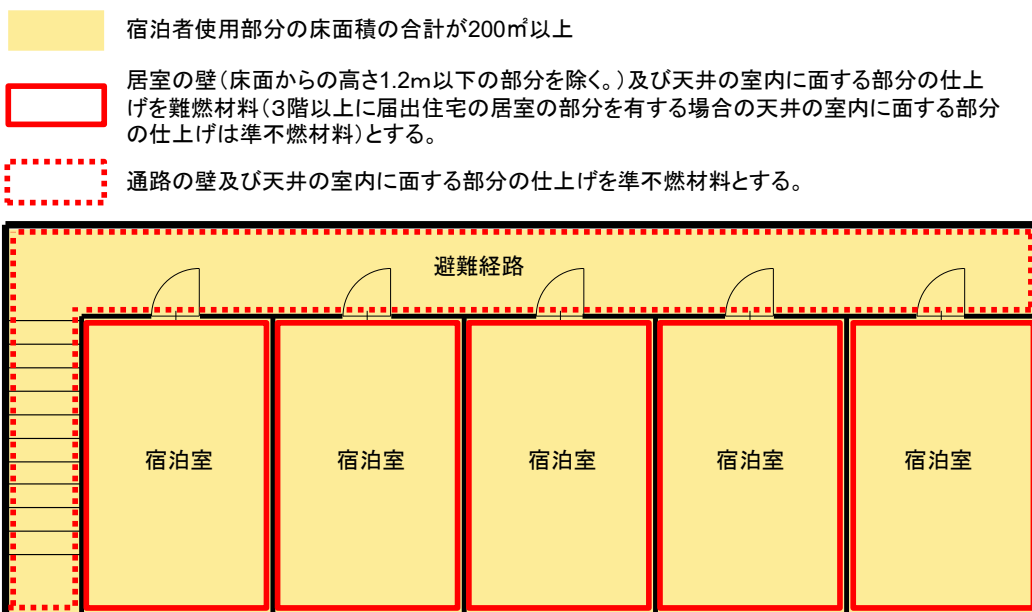 宿泊者使用部分の床面積の合計が200㎡以上
居室の壁（床面からの高さ1.2m以下の部分を除く。）及び天井の室内に面する部分の仕上
げを難燃材料（３階以上に届出住宅の居室の部分を有する場合の天井の室内に面する部分
の仕上げは準不燃材料）とする。
通路の壁及び天井の室内に面する部分の仕上げを準不燃材料とする。
避難経路
宿泊室
宿泊室
宿泊室
宿泊室
宿泊室